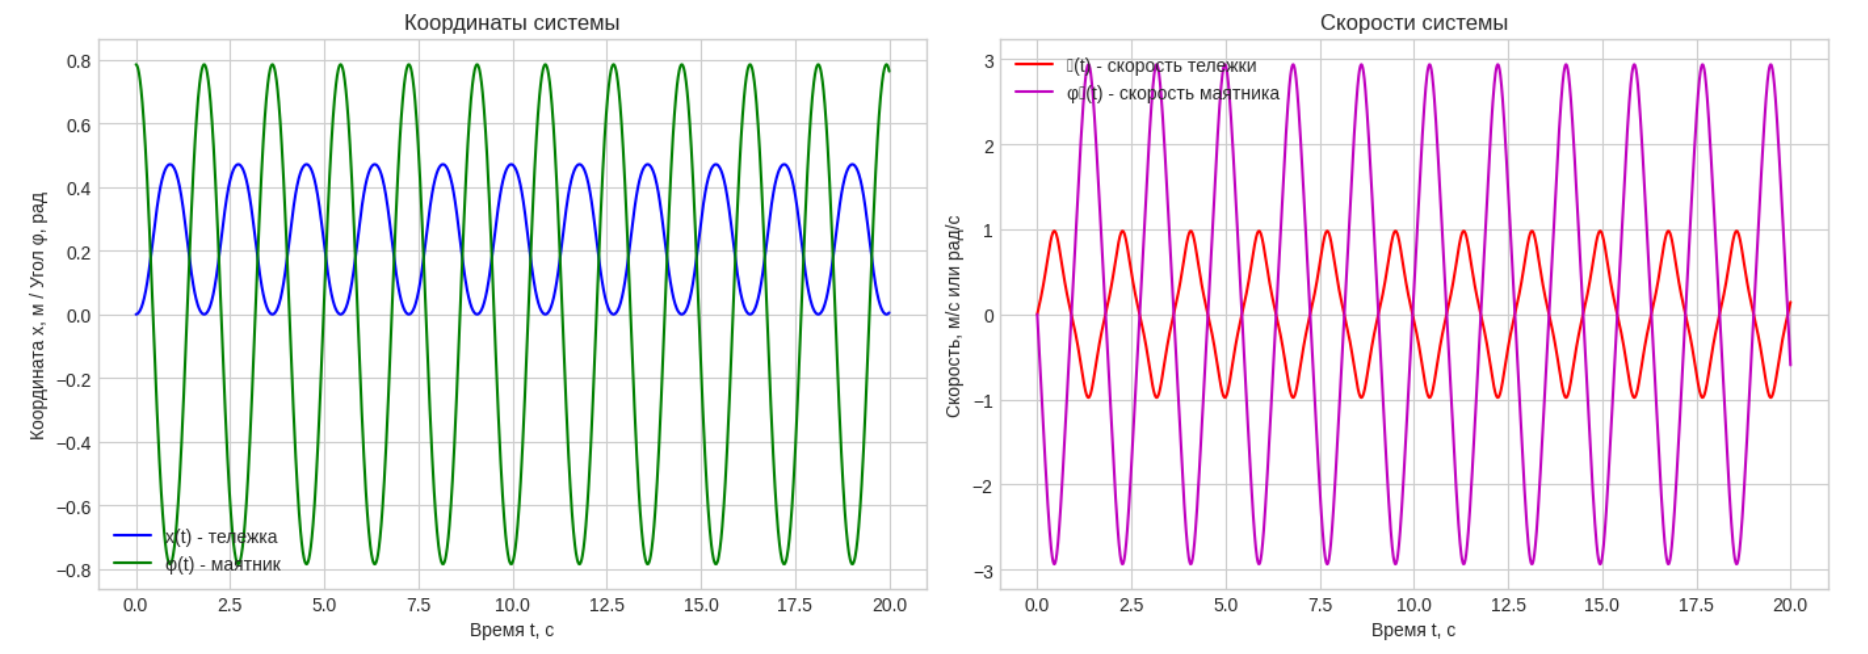 Координаты системы
Координата x, м / Угол φ, рад
0.8
0.6
0.4
0.2
0.0
−0.2
−0.4
−0.6
−0.8
x(t) - тележка
φ(t) - маятник
0.0 2.5 5.0 7.5 10.0 12.5 15.0 17.5 20.0
Время t, с
Скорости системы
Скорость, м/с или рад/с
3
2
1
0
−1
−2
−3
▯(t) - скорость тележки
φ▯(t) - скорость маятника
0.0 2.5 5.0 7.5 10.0 12.5 15.0 17.5 20.0
Время t, с